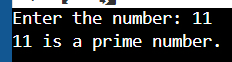 Enter the number: 11
11 is a prime number.